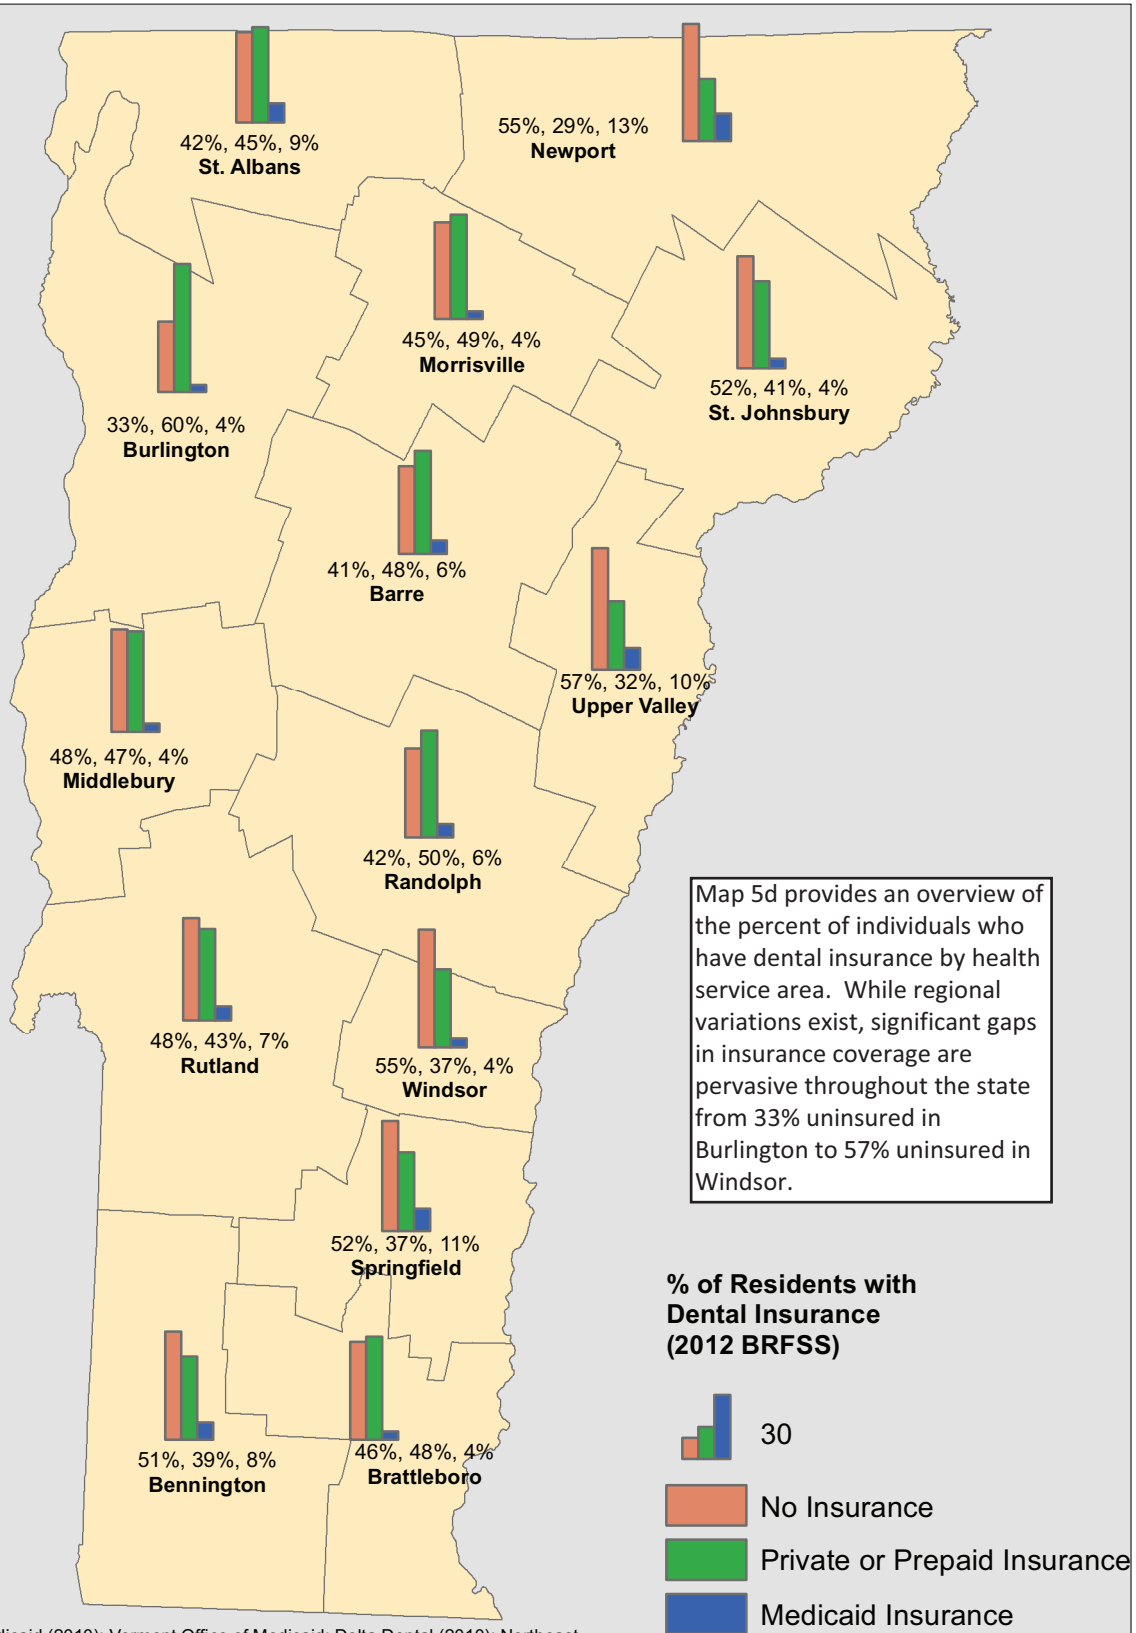 42%, 45%, 9%
St. Albans
55%, 29%, 13%
Newport
45%, 49%, 4%
Morrisville
52%, 41%, 4%
St. Johnsbury
33%, 60%, 4%
Burlington
41%, 48%, 6%
Barre
57%, 32%, 10%
Upper Valley
48%, 47%, 4%
Middlebury
42%, 50%, 6%
Randolph
48%, 43%, 7%
Rutland
55%, 37%, 4%
Windsor
52%, 37%, 11%
Springfield
51%, 39%, 8%
Bennington
46%, 48%, 4%
Brattleboro
Map 5d provides an overview of
the percent of individuals who
have dental insurance by health
service area.  While regional
variations exist, significant gaps
in insurance coverage are
pervasive throughout the state
from 33% uninsured in
Burlington to 57% uninsured in
Windsor.
% of Residents with
Dental Insurance
(2012 BRFSS)
30
No Insurance
Private or Prepaid Insurance
Medicaid Insurance